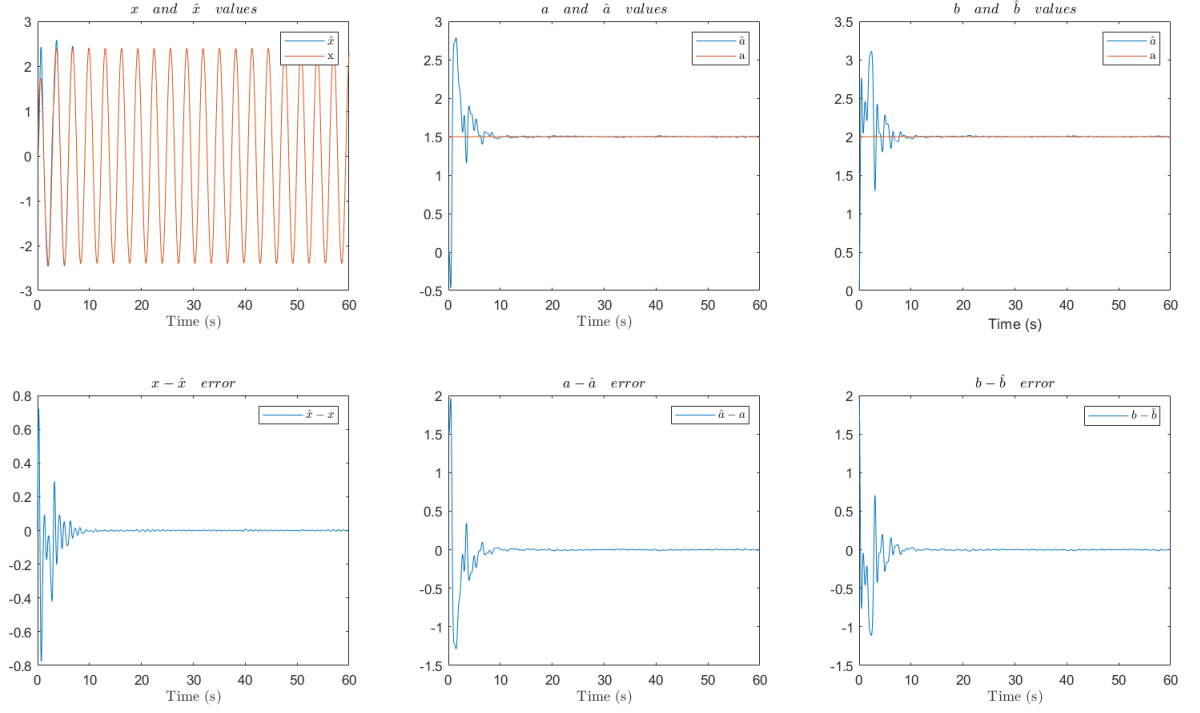 x and x̂ values
3
2
1
0
-1
-2
-3
0 10 20 30 40 50 60
Time (s)
x̂
x
a and â values
3
2.5
2
1.5
1
0.5
0
-0.5
0 10 20 30 40 50 60
Time (s)
â
a
b and b̂ values
3.5
3
2.5
2
1.5
1
0.5
0
0 10 20 30 40 50 60
Time (s)
â
a
x − x̂ error
0.8
0.6
0.4
0.2
0
-0.2
-0.4
-0.6
-0.8
0 10 20 30 40 50 60
Time (s)
x̂ − x
a − â error
2
1.5
1
0.5
0
-0.5
-1
-1.5
0 10 20 30 40 50 60
Time (s)
â − a
b − b̂ error
2
1.5
1
0.5
0
-0.5
-1
-1.5
0 10 20 30 40 50 60
Time (s)
b − b̂